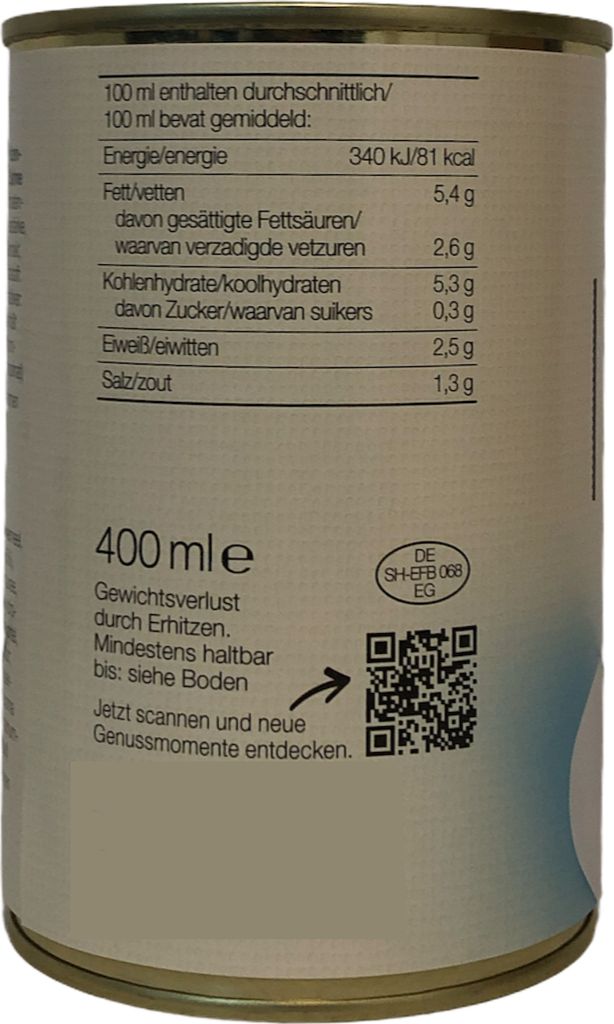 100 ml enthalten durchschnittlich/
100 ml bevat gemiddeld:
Energie/energie 340 kJ/81 kcal
Fett/vetten 5,4 g
davon gesättigte Fettsäuren/
waarvan verzadigde vetzuren 2,6 g
Kohlenhydrate/koolhydraten 5,3 g
davon Zucker/waarvan suikers 0,3 g
Eiweiß/eiwitten 2,5 g
Salz/zout 1,3 g
400 ml e
Gewichtsverlust
durch Erhitzen.
Mindestens haltbar
bis: siehe Boden
Jetzt scannen und neue
Genussmomente entdecken.
DE
SH-EFB 068
EG